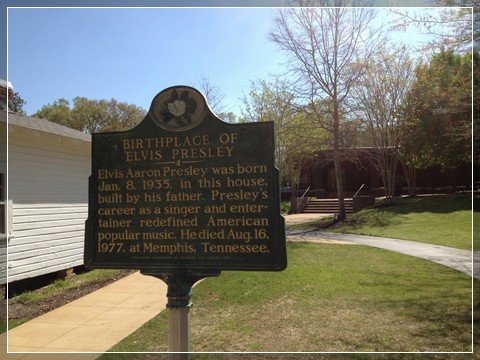 BIRTHPLACE OF
ELVIS PRESLEY
Elvis Aaron Presley was born
Jan. 8, 1935, in this house,
built by his father. Presley's
career as a singer and enter-
tainer redefined American
popular music. He died Aug. 16,
1977, at Memphis, Tennessee.